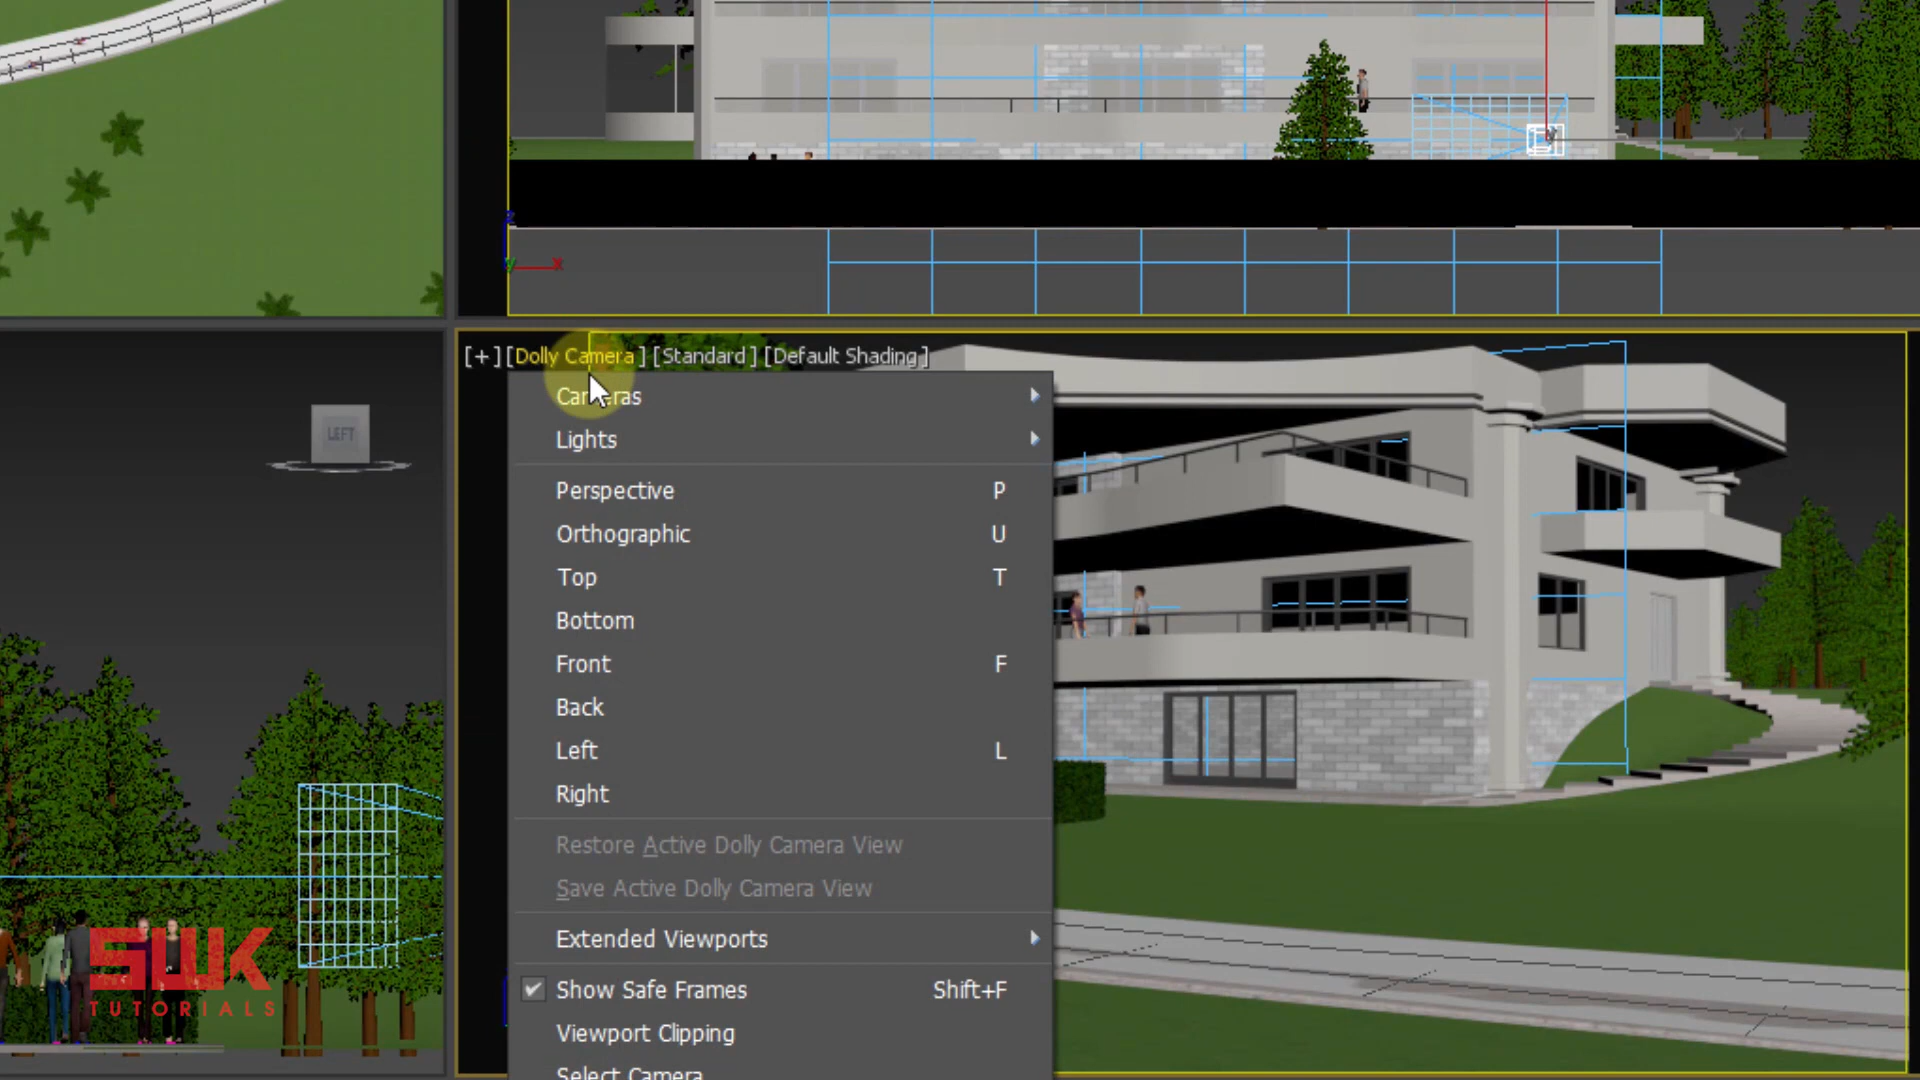 z
y x
x
LEFT
[+] [Dolly Camera ] [Standard ] [Default Shading ]
Cameras
Lights
Perspective P
Orthographic U
Top T
Bottom
Front F
Back
Left L
Right
Restore Active Dolly Camera View
Save Active Dolly Camera View
Extended Viewports
Show Safe Frames Shift+F
Viewport Clipping
Select Camera
SWK
TUTORIALS